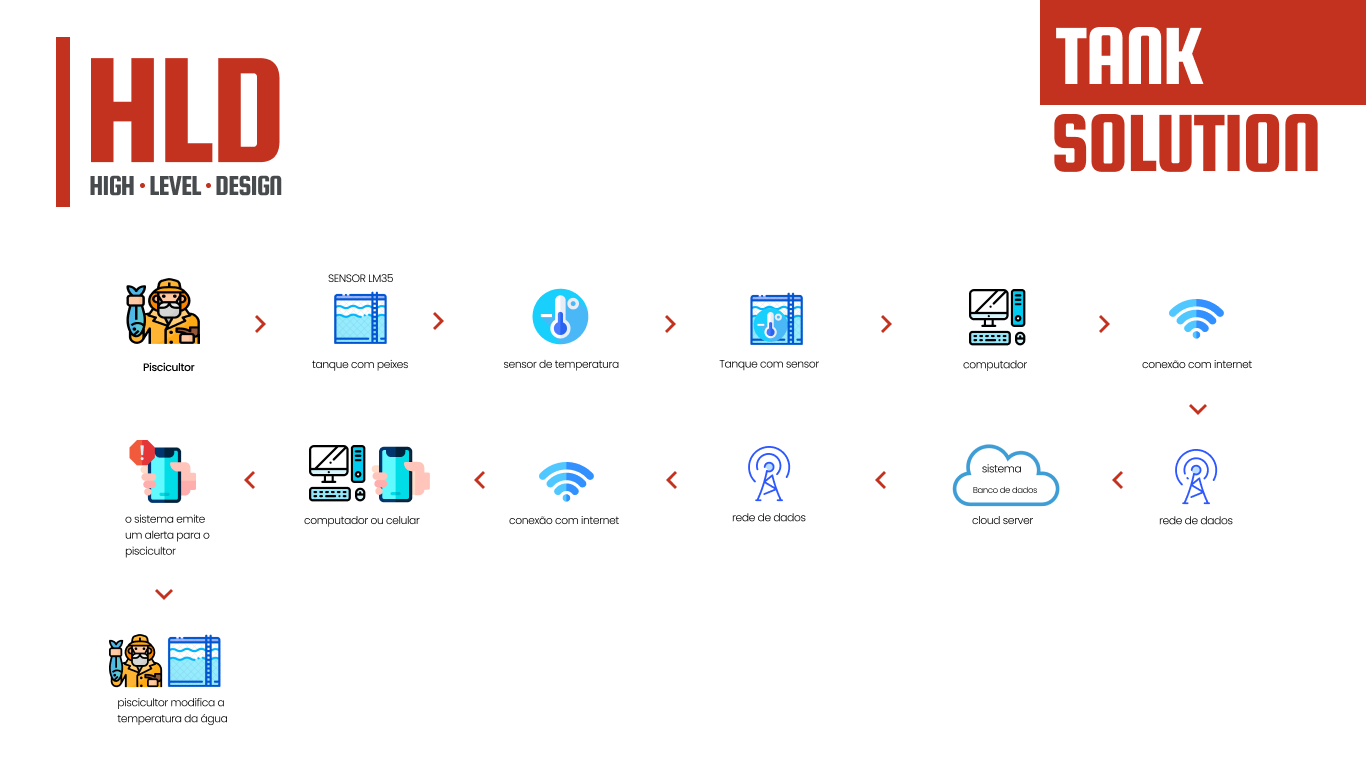 HLD
HIGH • LEVEL • DESIGN
TANK
SOLUTION
SENSOR LM35
Piscicultor
tanque com peixes
sensor de temperatura
Tanque com sensor
computador
conexão com internet
sistema
Banco de dados
o sistema emite
um alerta para o
piscicultor
computador ou celular
conexão com internet
rede de dados
cloud server
rede de dados
piscicultor modifica a
temperatura da água